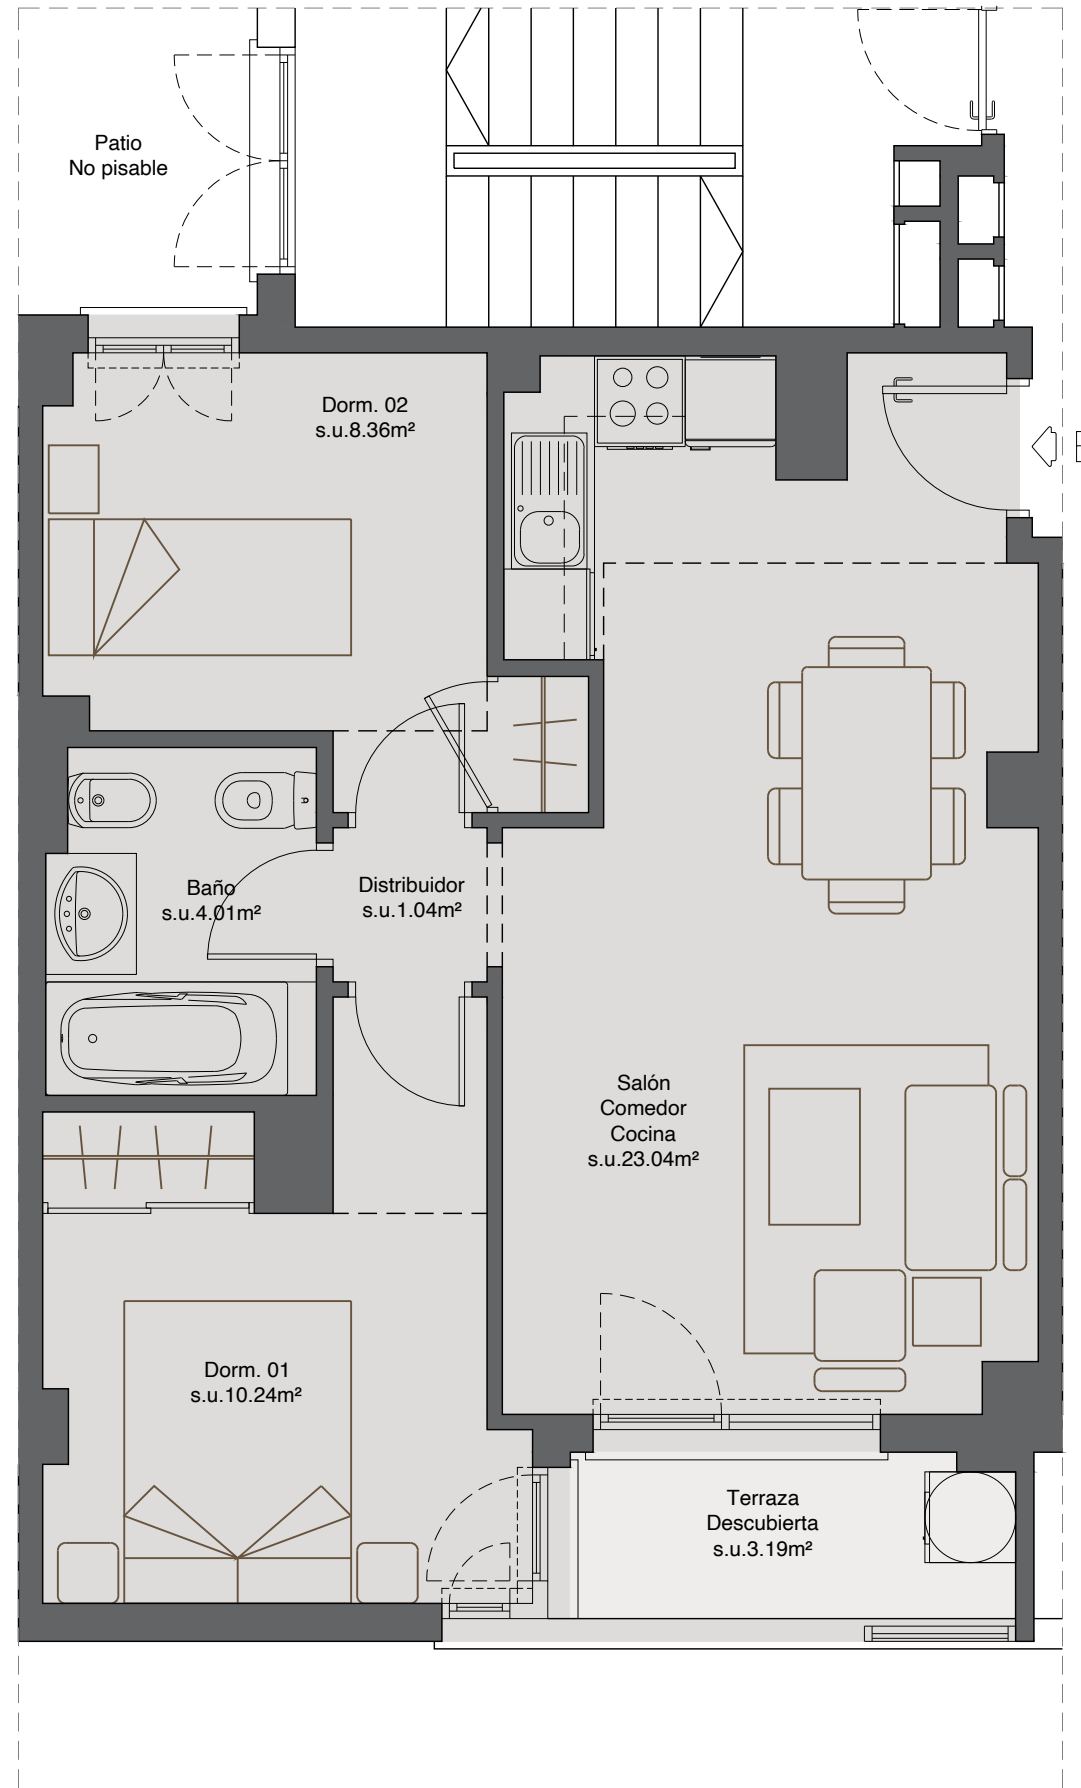 Patio
No pisable
Dorm. 02
s.u.8.36m²
Baño
s.u.4.01m²
Distribuidor
s.u.1.04m²
Salón
Comedor
Cocina
s.u.23.04m²
Dorm. 01
s.u.10.24m²
Terraza
Descubierta
s.u.3.19m²